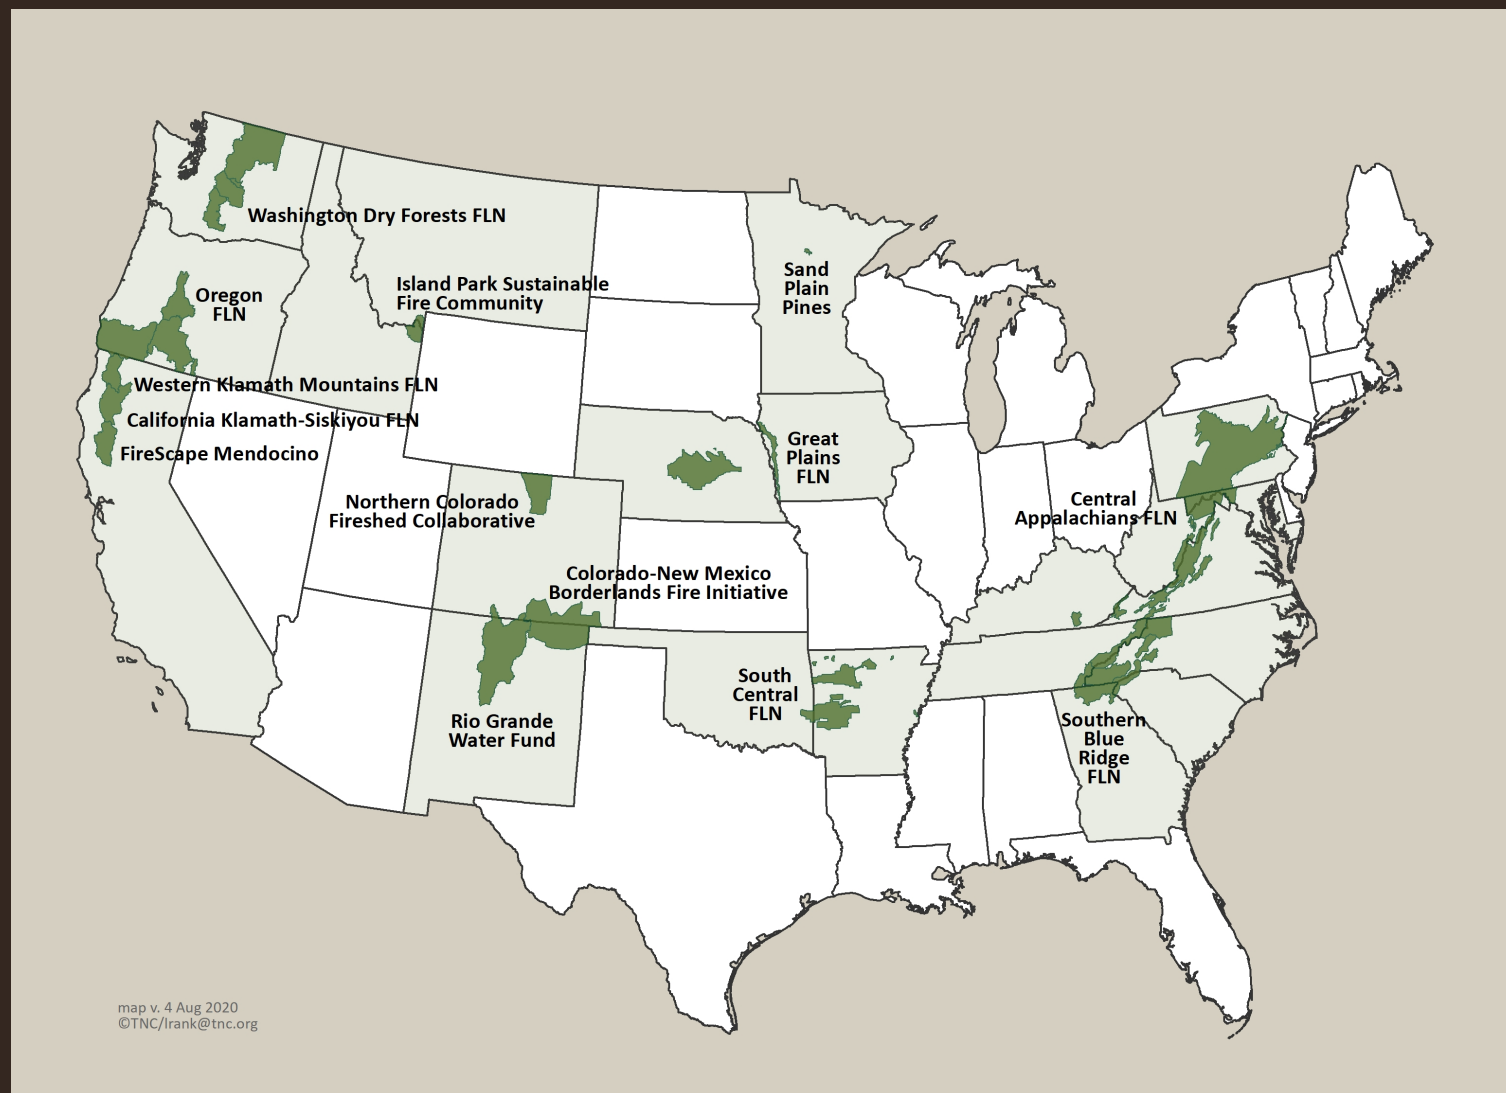 Washington Dry Forests FLN
Island Park Sustainable
Fire Community
Oregon
FLN
Sand
Plain
Pines
Western Klamath Mountains FLN
California Klamath-Siskiyou FLN
FireScape Mendocino
Great
Plains
FLN
Northern Colorado
Fireshed Collaborative
Central
Appalachians FLN
Colorado-New Mexico
Borderlands Fire Initiative
South
Central
FLN
Rio Grande
Water Fund
Southern
Blue
Ridge
FLN
map v. 4 Aug 2020
©TNC/lrank@tnc.org